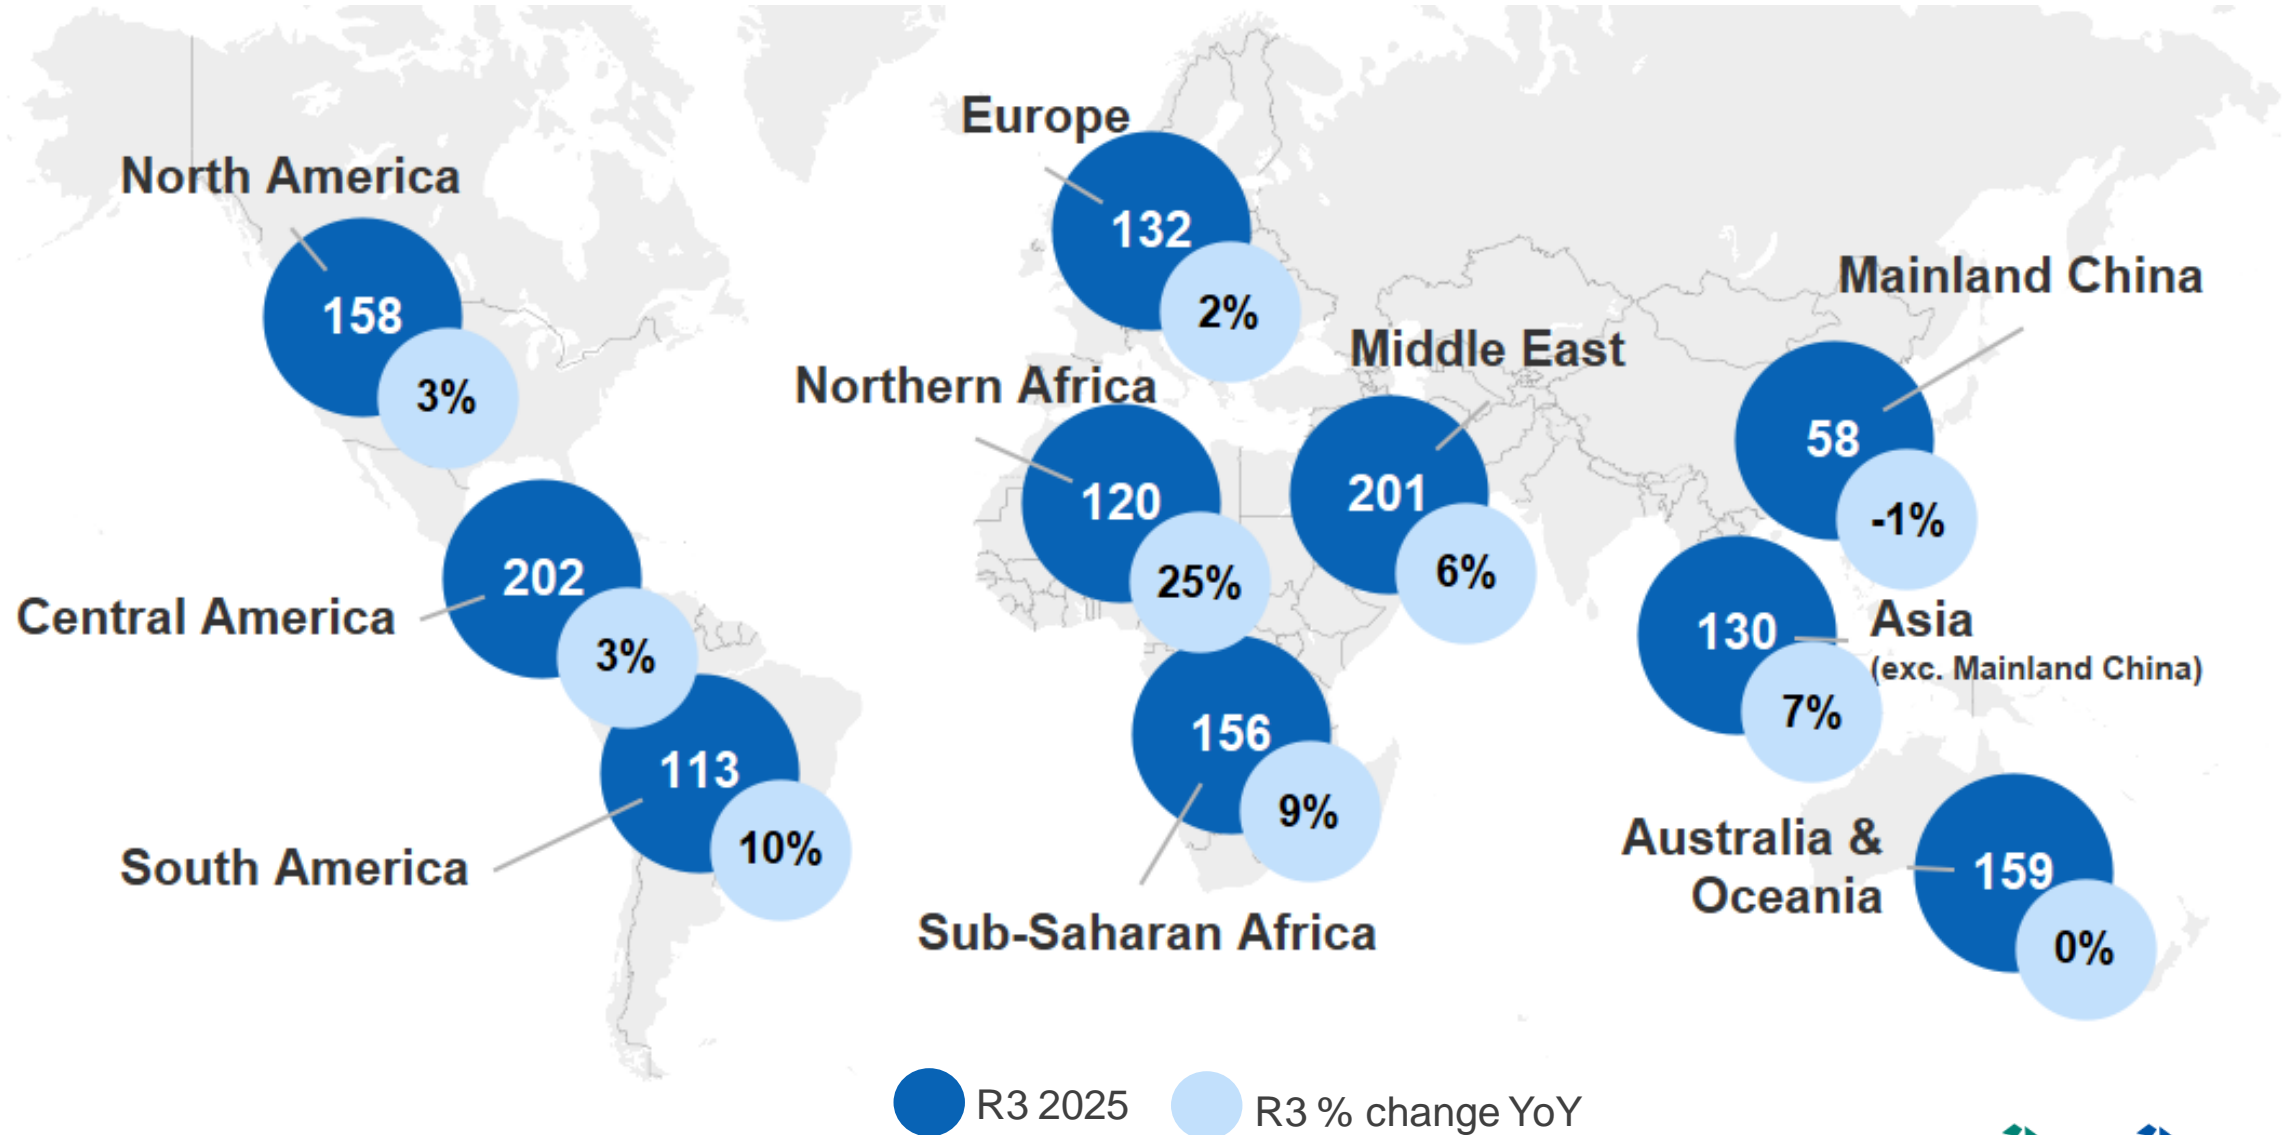 Europe
132
2%
North America
158
3%
Mainland China
58
-1%
Middle East
201
6%
Northern Africa
120
25%
Central America
202
3%
Asia
(exc. Mainland China)
130
7%
South America
113
10%
Sub-Saharan Africa
156
9%
Australia &
Oceania
159
0%
R3 2025
R3 % change YoY